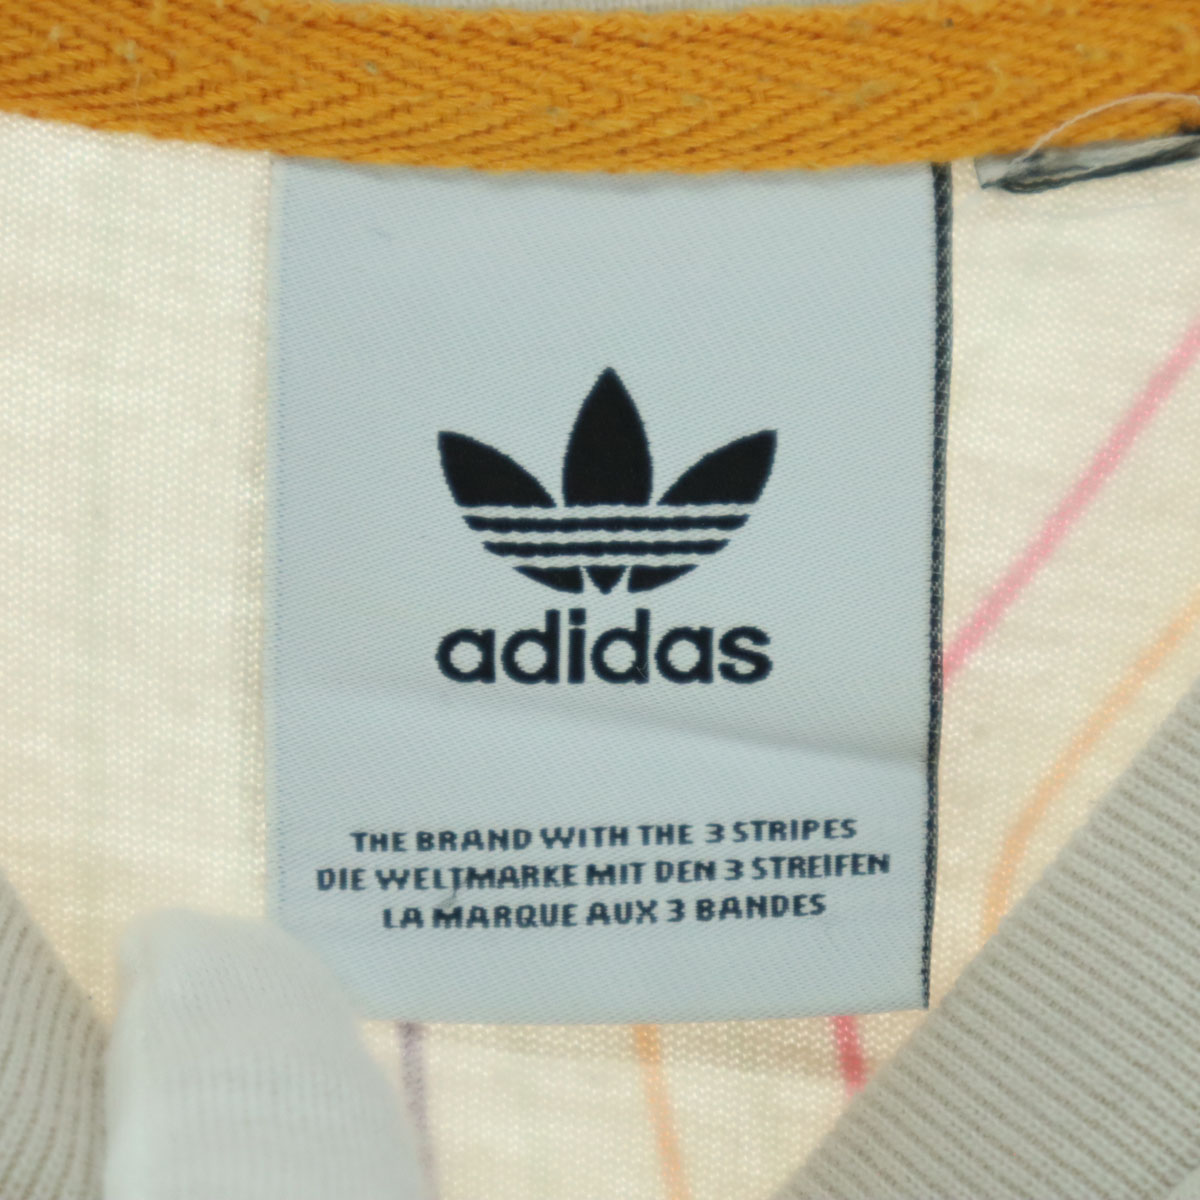 adidas
THE BRAND WITH THE 3 STRIPES
DIE WELTMARKE MIT DEN 3 STREIFEN
LA MARQUE AUX 3 BANDES